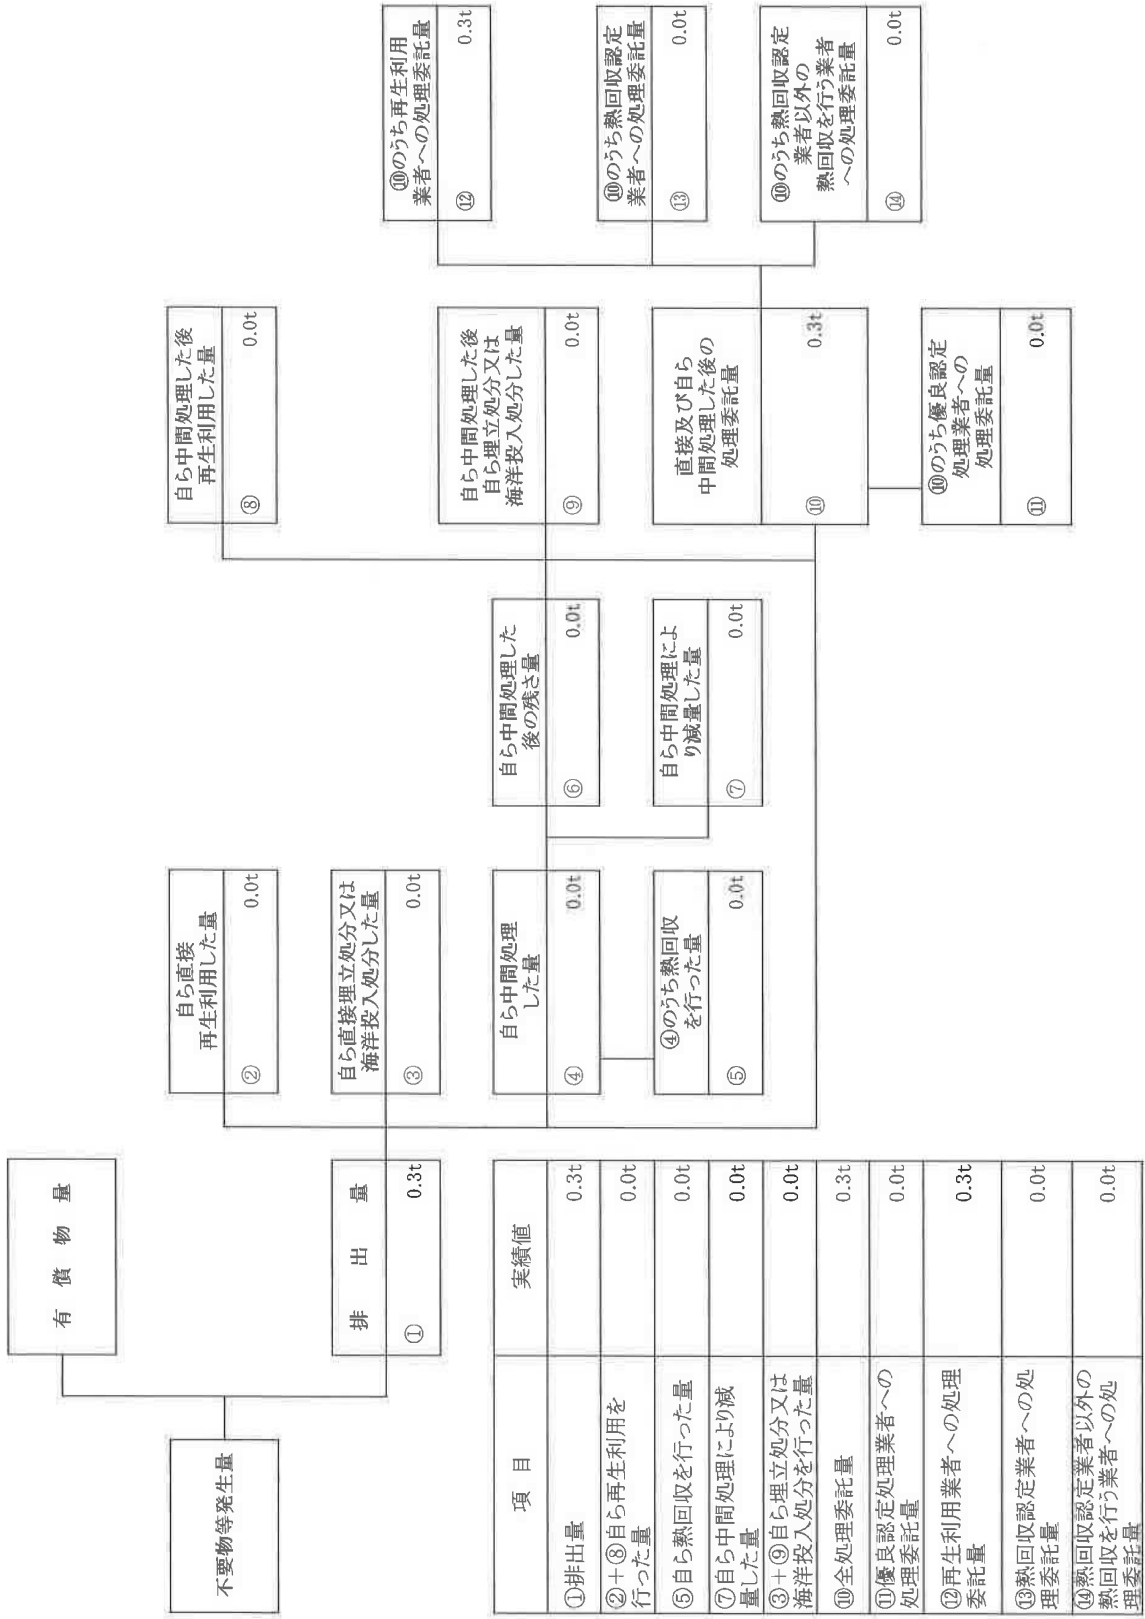 不要物等発生量
有償物量
排出量
① 0.3t
自ら直接
再生利用した量
② 0.0t
自ら直接埋立処分又は
海洋投入処分した量
③ 0.0t
自ら中間処理
した量
④ 0.0t
④のうち熱回収
を行った量
⑤ 0.0t
自ら中間処理した
後の残さ量
⑥ 0.0t
自ら中間処理によ
り減量した量
⑦ 0.0t
自ら中間処理した後
再生利用した量
⑧ 0.0t
自ら中間処理した後
自ら埋立処分又は
海洋投入処分した量
⑨ 0.0t
直接及び自ら
中間処理した後の
処理委託量
⑩ 0.3t
⑩のうち優良認定
処理業者への
処理委託量
⑪ 0.0t
⑩のうち再生利用
業者への処理委託量
⑫ 0.3t
⑩のうち熱回収認定
業者への処理委託量
⑬ 0.0t
⑩のうち熱回収認定
業者以外の
熱回収を行う業者
への処理委託量
⑭ 0.0t
項目 実績値
①排出量 0.3t
②+⑧自ら再生利用を
行った量 0.0t
⑤自ら熱回収を行った量 0.0t
⑦自ら中間処理により減
量した量 0.0t
③+⑨自ら埋立処分又は
海洋投入処分を行った量 0.0t
⑩全処理委託量 0.3t
⑪優良認定処理業者への
処理委託量 0.0t
⑫再生利用業者への処理
委託量 0.3t
⑬熱回収認定業者への処
理委託量 0.0t
⑭熱回収認定業者以外の
熱回収を行う業者への処
理委託量 0.0t